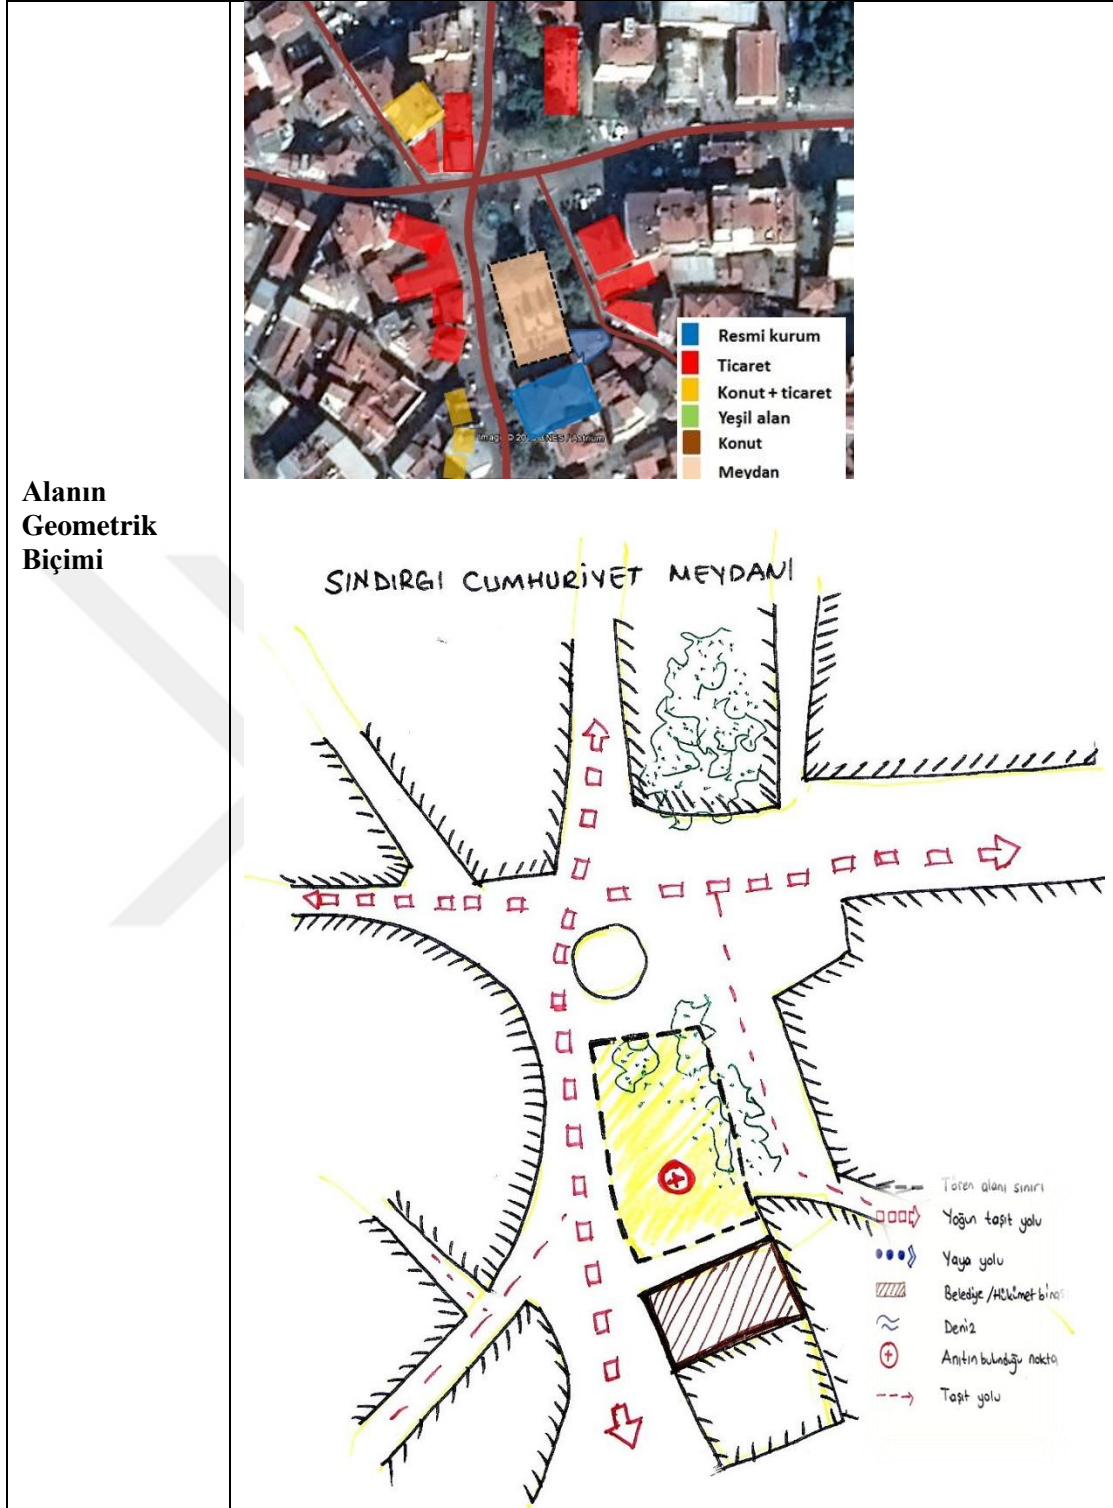 Alanın
Geometrik
Biçimi
Resmi kurum
Ticaret
Konut + ticaret
Yeşil alan
Konut
Meydan
SINDIRGI CUMHURİYET MEYDANI
Tören alanı sınırı
Yoğun taşıt yolu
Yaya yolu
Belediye/Hükümet
Deniz
Anıtın bulunduğu nokta
Taşıt yolu